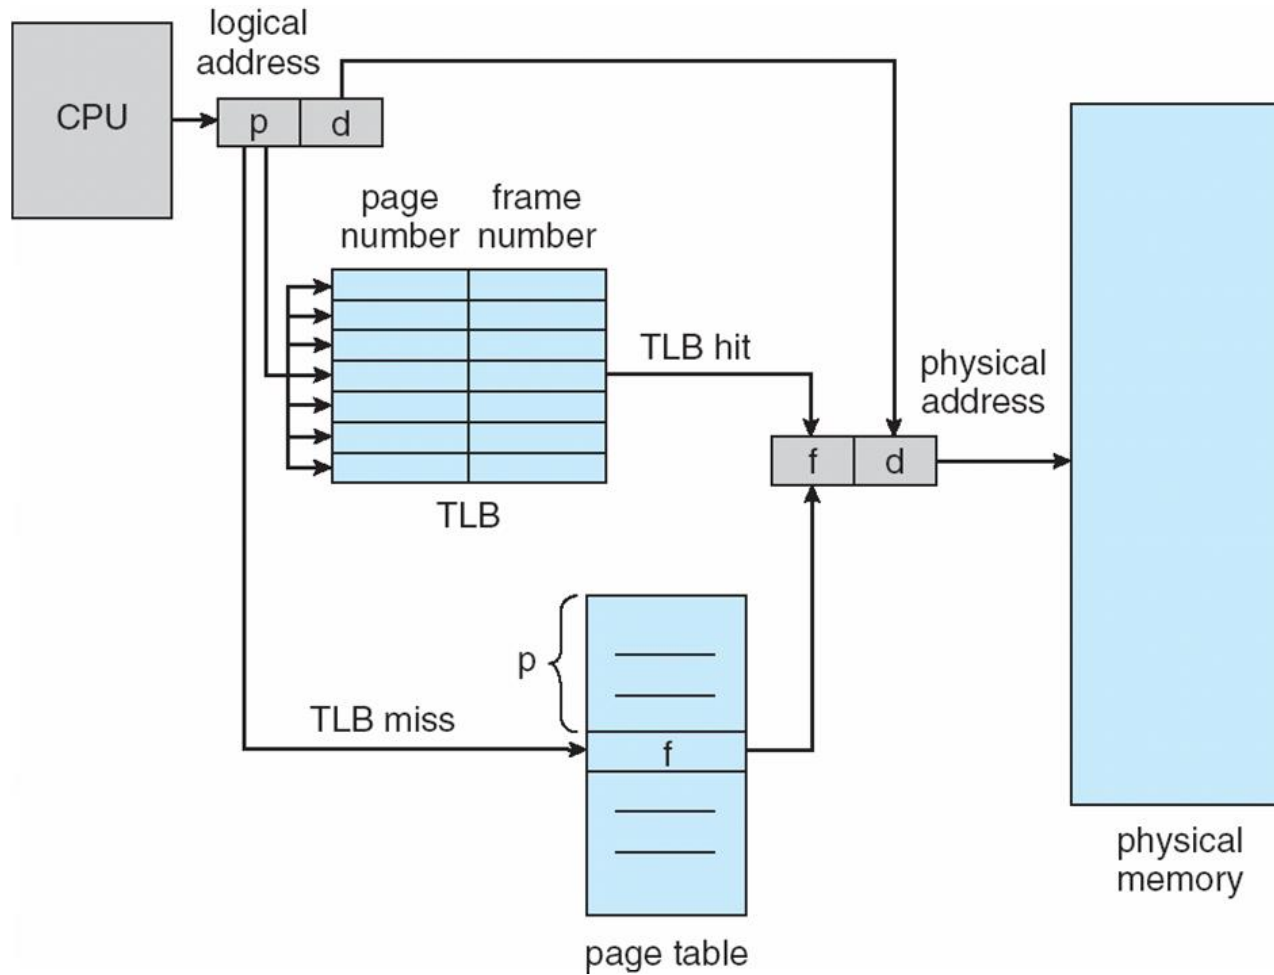 logical
address
CPU
p
d
page
number
frame
number
TLB hit
physical
address
f
d
TLB
p
TLB miss
f
physical
memory
page table